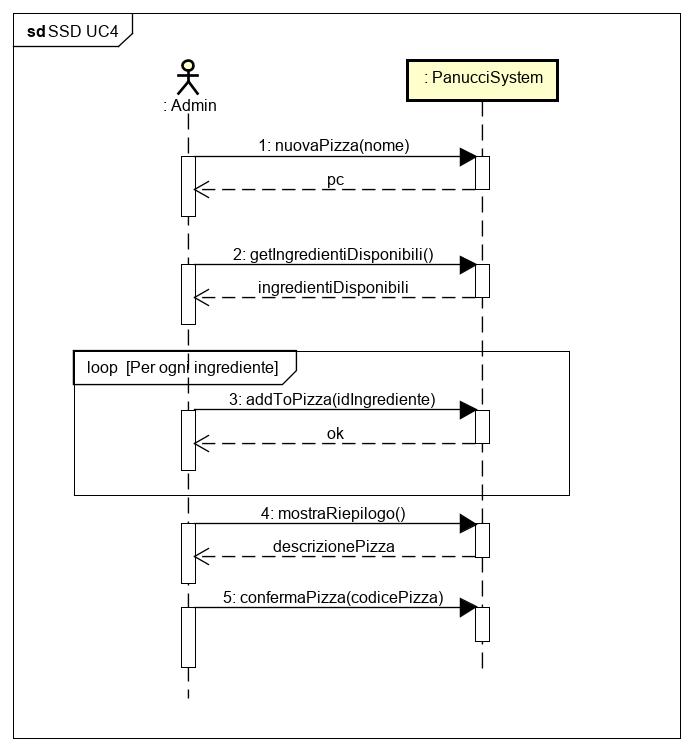 sd SSD UC4
: Admin
: PanucciSystem
1: nuovaPizza(nome)
pc
2: getIngredientiDisponibili()
ingredientiDisponibili
loop [Per ogni ingrediente]
3: addToPizza(idIngrediente)
ok
4: mostraRiepilogo()
descrizionePizza
5: confermaPizza(codicePizza)